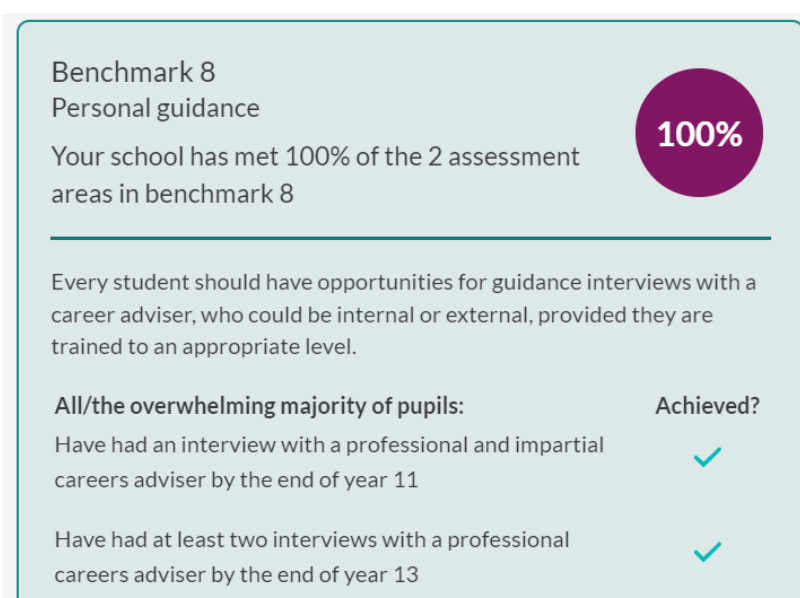 Benchmark 8
Personal guidance
100%
Your school has met 100% of the 2 assessment
areas in benchmark 8
Every student should have opportunities for guidance interviews with a
career adviser, who could be internal or external, provided they are
trained to an appropriate level.
All/the overwhelming majority of pupils:
Achieved?
Have had an interview with a professional and impartial
careers adviser by the end of year 11
Have had at least two interviews with a professional
careers adviser by the end of year 13